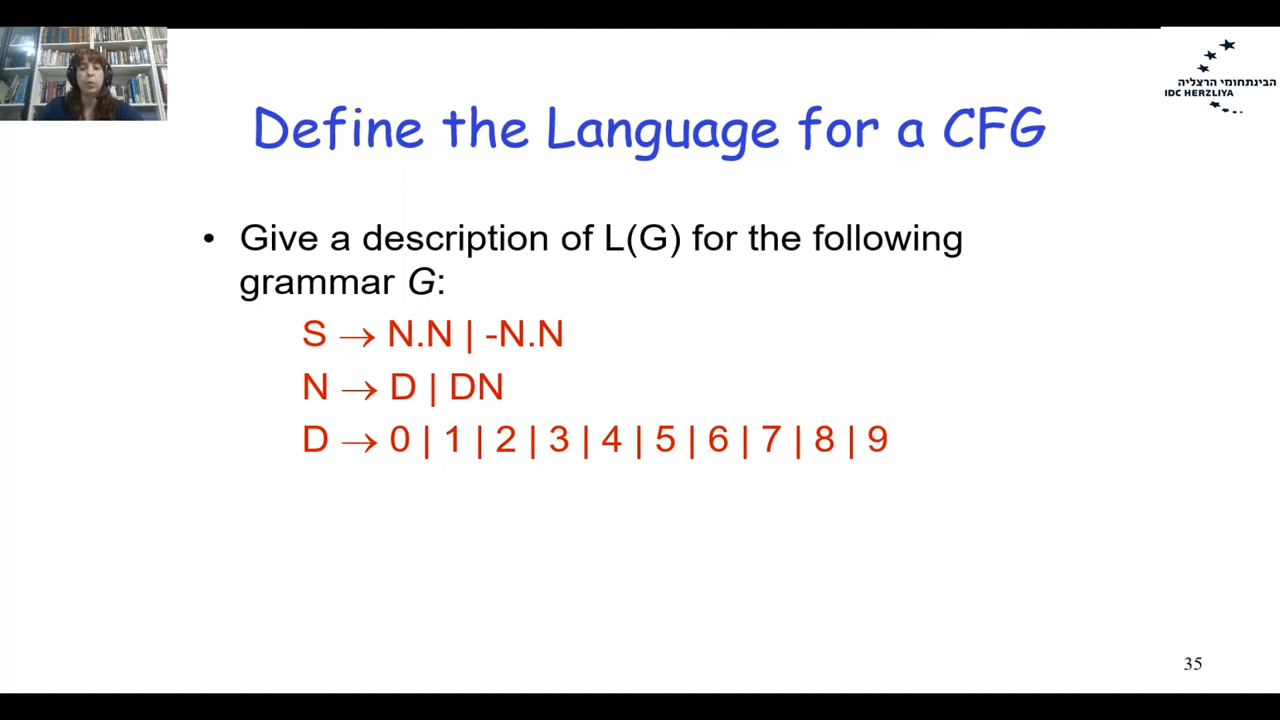 הבינתחומי הרצליה
IDC HERZLIYA
Define the Language for a CFG
• Give a description of L(G) for the following
grammar G:
S → N.N | -N.N
N → D | DN
D → 0 | 1 | 2 | 3 | 4 | 5 | 6 | 7 | 8 | 9
35